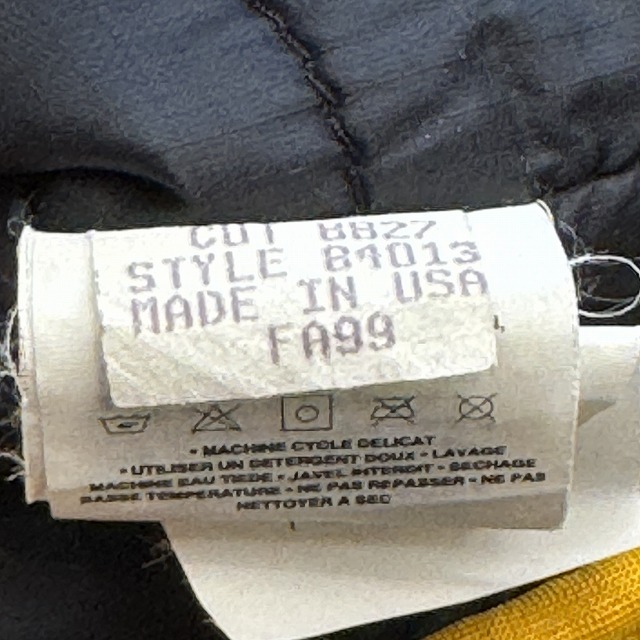 CUT 8827
STYLE 81013
MADE IN USA
FA99
- MACHINE CYCLE DELICAT
- UTILISER UN DETERGENT DOUX - LAVAGE
MACHINE EAU TIEDE - JAVEL INTERDIT - SECHAGE
BASSE TEMPERATURE - NE PAS REPASSER - NE PAS
NETTOYER A SEC